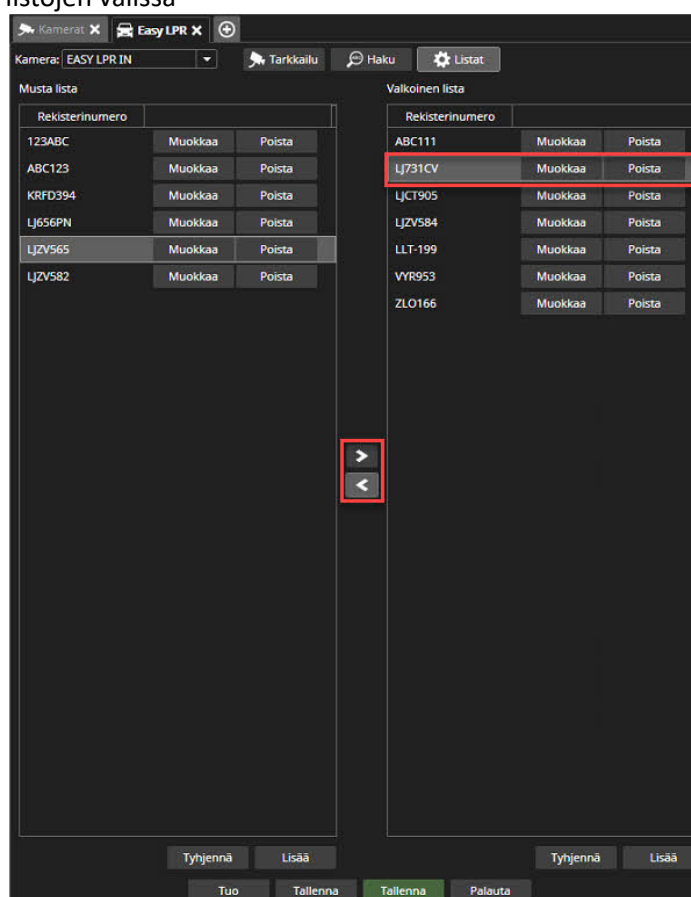 listojen välissä
Kamerat Easy LPR
Kamera: EASY LPR IN Tarkkailu Haku Listat
Musta lista Valkoinen lista
Rekisterinumero Rekisterinumero
123ABC Muokkaa Poista ABC111 Muokkaa Poista
ABC123 Muokkaa Poista LJ731CV Muokkaa Poista
KRFD394 Muokkaa Poista LJCT905 Muokkaa Poista
LJ656PN Muokkaa Poista LJZV584 Muokkaa Poista
LJZV565 Muokkaa Poista LLT-199 Muokkaa Poista
LJZV582 Muokkaa Poista VYR953 Muokkaa Poista
ZLO166 Muokkaa Poista
Tyhjennä Lisää Tyhjennä Lisää
Tuo Tallenna Tallenna Palauta